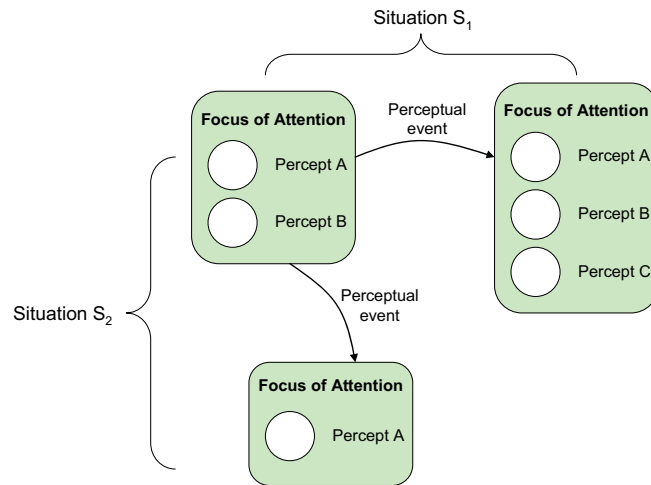 Situation S₁
Focus of Attention
Percept A
Percept B
Perceptual
event
Focus of Attention
Percept A
Percept B
Percept C
Situation S₂
Perceptual
event
Focus of Attention
Percept A